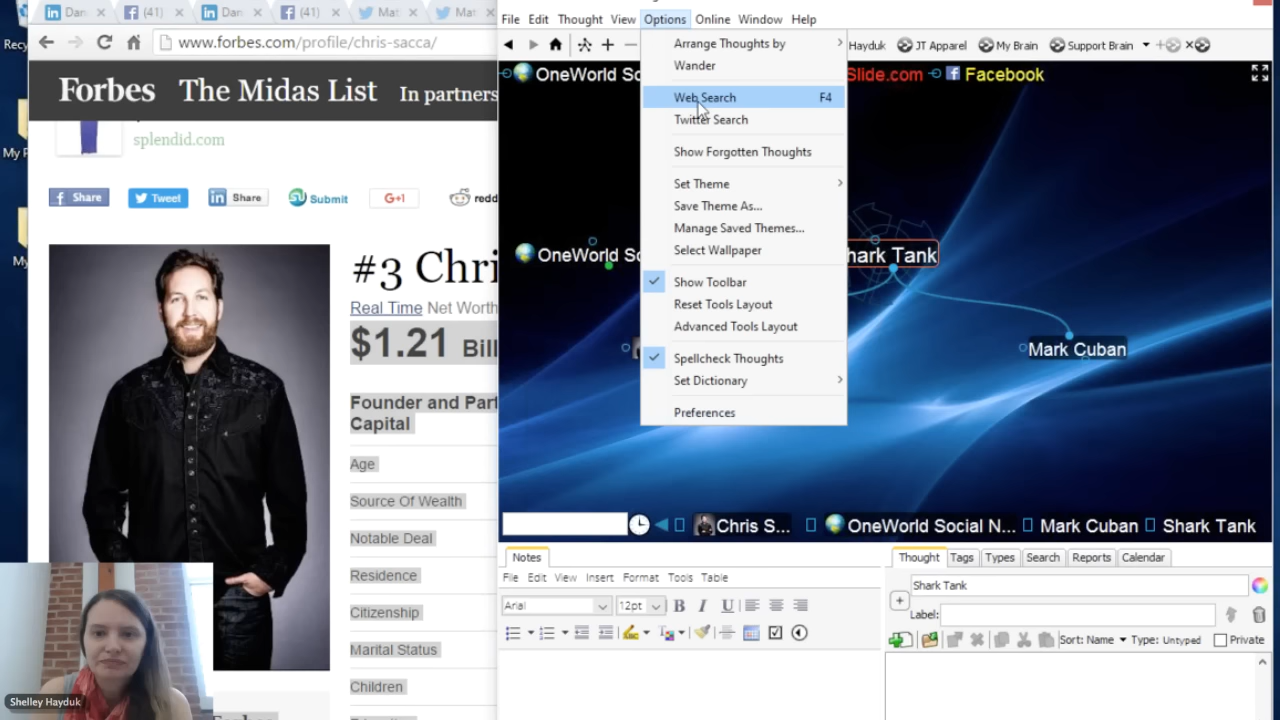 Dan
(41)
Dan
(41)
Mat
Mat
www.forbes.com/profile/chris-sacca/
Forbes The Midas List In partners
splendid.com
Share
Tweet
Share
Submit
G+1
redd
#3 Chri
Real Time Net Worth
$1.21 Bill
Founder and Part
Capital
Age
Source Of Wealth
Notable Deal
Residence
Citizenship
Marital Status
Children
Recy
My P
My
Shelley Hayduk
File Edit Thought View Options Online Window Help
Hayduk JT Apparel My Brain Support Brain
OneWorld So
Slide.com Facebook
OneWorld So
hark Tank
Mark Cuban
Arrange Thoughts by
Wander
Web Search F4
Twitter Search
Show Forgotten Thoughts
Set Theme
Save Theme As...
Manage Saved Themes...
Select Wallpaper
Show Toolbar
Reset Tools Layout
Advanced Tools Layout
Spellcheck Thoughts
Set Dictionary
Preferences
Chris S... OneWorld Social N... Mark Cuban Shark Tank
Notes
File Edit View Insert Format Tools Table
Arial 12pt B I U
Thought Tags Types Search Reports Calendar
Shark Tank
Label:
Sort: Name Type: Untyped Private